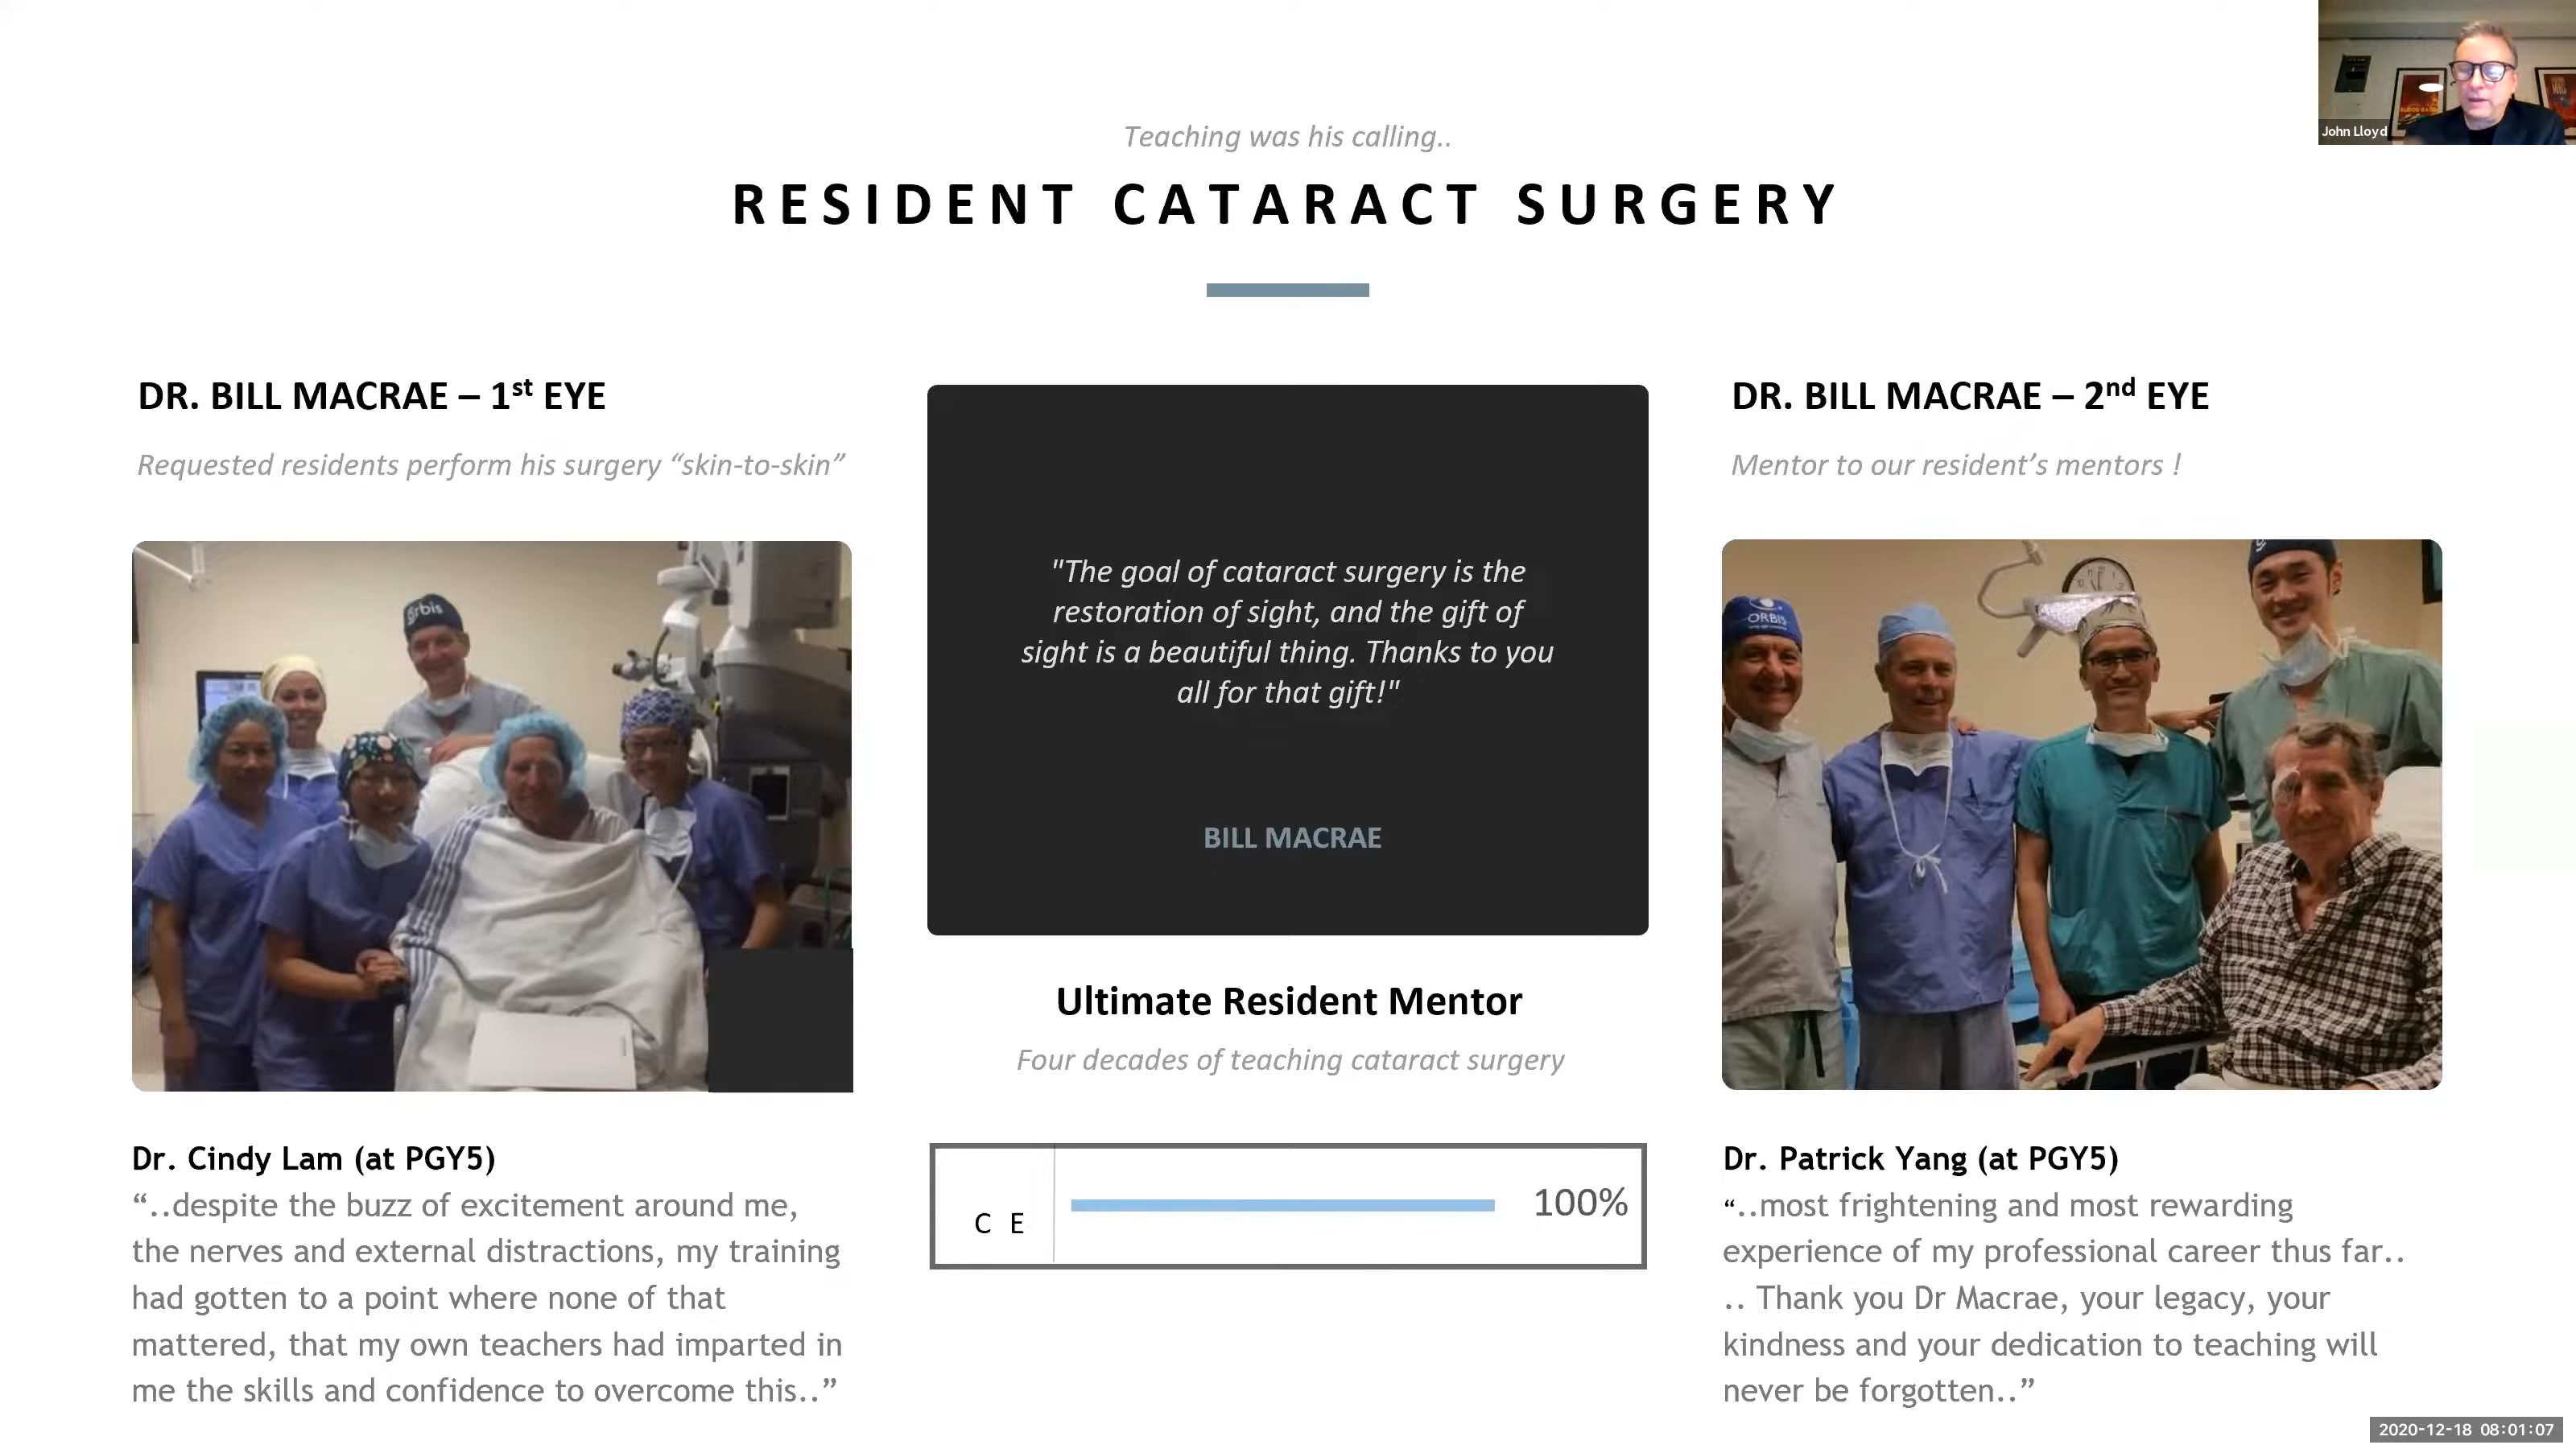 John Lloyd
Teaching was his calling..
RESIDENT CATARACT SURGERY
DR. BILL MACRAE – 1st EYE
Requested residents perform his surgery “skin-to-skin”
Orbis
Dr. Cindy Lam (at PGY5)
“..despite the buzz of excitement around me,
the nerves and external distractions, my training
had gotten to a point where none of that
mattered, that my own teachers had imparted in
me the skills and confidence to overcome this..”
"The goal of cataract surgery is the
restoration of sight, and the gift of
sight is a beautiful thing. Thanks to you
all for that gift!"
BILL MACRAE
Ultimate Resident Mentor
Four decades of teaching cataract surgery
C E
100%
DR. BILL MACRAE – 2nd EYE
Mentor to our resident’s mentors !
ORBIS
Dr. Patrick Yang (at PGY5)
“..most frightening and most rewarding
experience of my professional career thus far..
.. Thank you Dr Macrae, your legacy, your
kindness and your dedication to teaching will
never be forgotten..”
2020-12-18 08:01:07